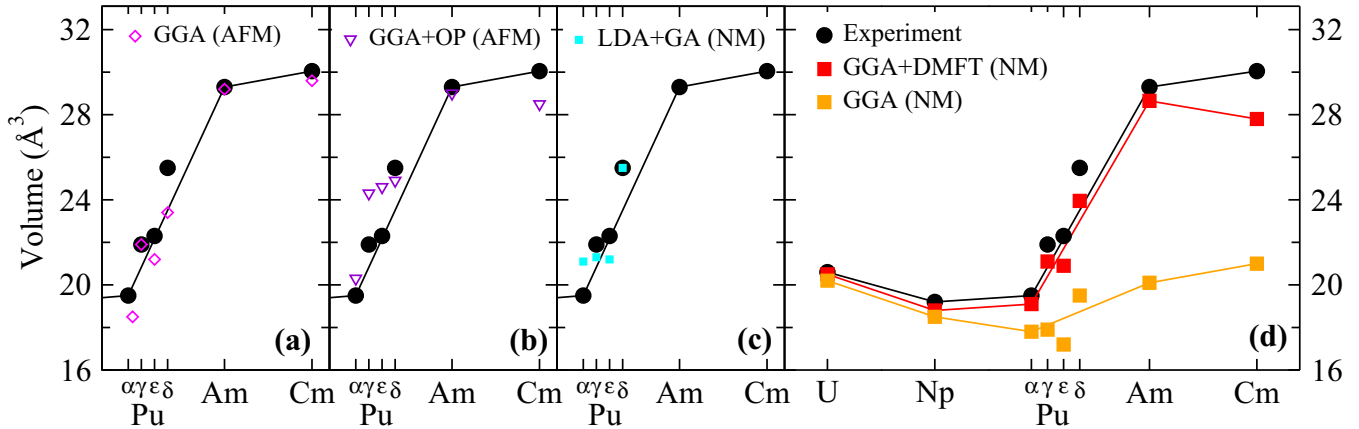 32
28
24
20
16
Volume (Å³)
GGA (AFM)
(a)
αγεδ
Pu
Am
Cm
GGA+OP (AFM)
(b)
αγεδ
Pu
Am
Cm
LDA+GA (NM)
(c)
αγεδ
Pu
Am
Cm
Experiment
GGA+DMFT (NM)
GGA (NM)
(d)
U
Np
αγεδ
Pu
Am
Cm
32
28
24
20
16